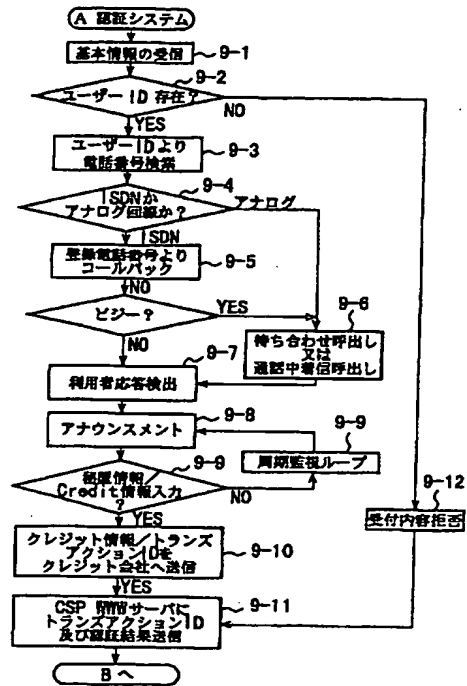 A 認証システム
基本情報の受信
9-1
9-2
ユーザーID 存在?
NO
YES
ユーザーIDより
電話番号検索
9-3
9-4
ISDNか
アナログ回線か?
アナログ
ISDN
登録電話番号より
コールバック
9-5
NO
ビジー?
YES
9-6
NO
待ち合わせ呼出し
又は
通話中着信呼出し
9-7
利用者応答検出
9-8
アナウンスメント
9-9
9-9
周期監視ループ
秘匿情報/
Credit情報入力
?
NO
9-12
YES
受付内容拒否
クレジット情報/トランズ
アクションIDを
クレジット会社へ送信
9-10
YES
9-11
CSP WWWサーバに
トランズアクションID
及び認証結果送信
Bへ